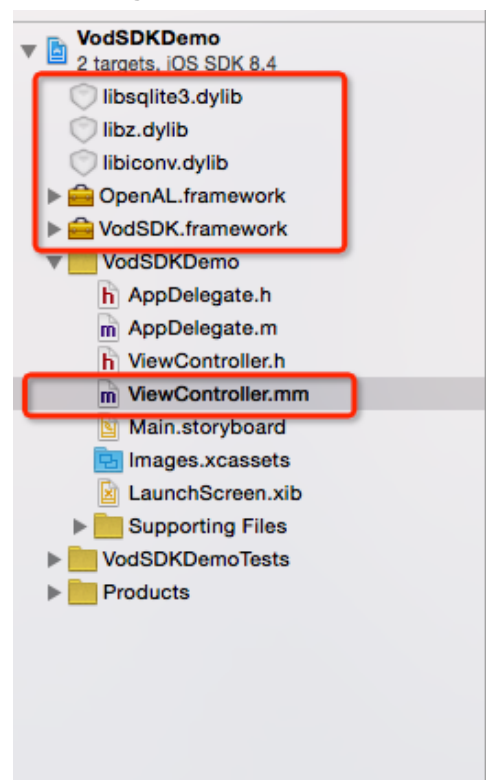 VodSDKDemo
2 targets, iOS SDK 8.4
libsqlite3.dylib
libz.dylib
libiconv.dylib
OpenAL.framework
VodSDK.framework
VodSDKDemo
h AppDelegate.h
m AppDelegate.m
h ViewController.h
m ViewController.mm
Main.storyboard
Images.xcassets
LaunchScreen.xib
Supporting Files
VodSDKDemoTests
Products